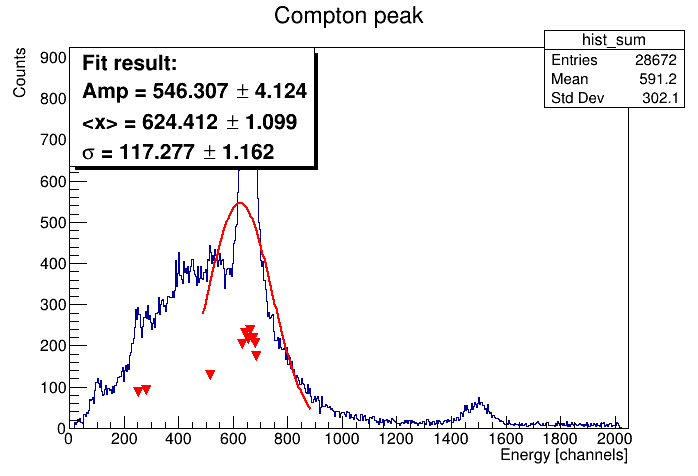 Compton peak
hist_sum
Entries 28672
Mean 591.2
Std Dev 302.1
Fit result:
Amp = 546.307 ± 4.124
<x> = 624.412 ± 1.099
σ = 117.277 ± 1.162
Counts
900
800
700
600
500
400
300
200
100
0
0 200 400 600 800 1000 1200 1400 1600 1800 2000
Energy [channels]